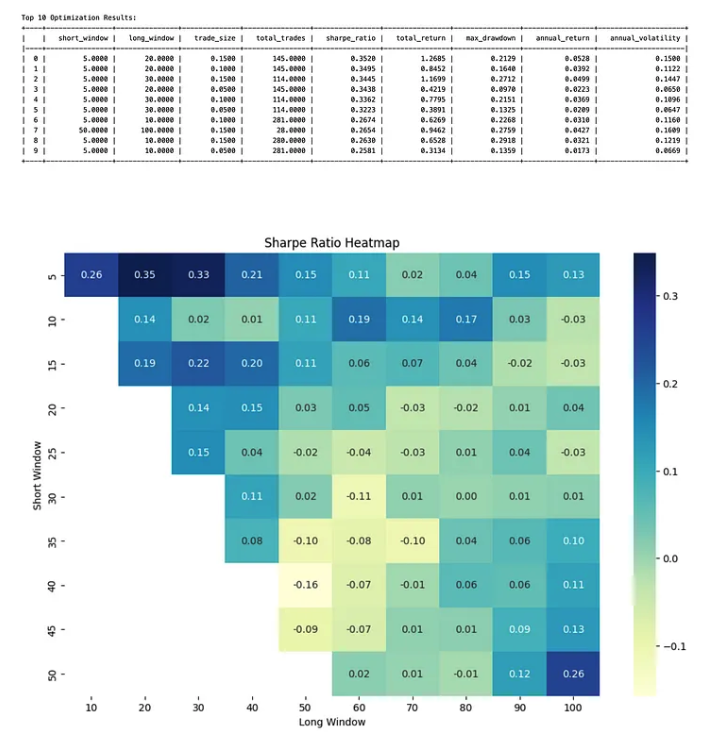 Top 10 Optimization Results:
| | short_window | long_window | trade_size | total_trades | sharpe_ratio | total_return | max_drawdown | annual_return | annual_volatility |
| 0 | 5.0000 | 20.0000 | 0.1500 | 145.0000 | 0.3520 | 1.2685 | 0.2129 | 0.0528 | 0.1500 |
| 1 | 5.0000 | 20.0000 | 0.1000 | 145.0000 | 0.3495 | 0.8452 | 0.1640 | 0.0392 | 0.1122 |
| 2 | 5.0000 | 30.0000 | 0.1500 | 114.0000 | 0.3445 | 1.1699 | 0.2712 | 0.0499 | 0.1447 |
| 3 | 5.0000 | 20.0000 | 0.0500 | 145.0000 | 0.3438 | 0.4219 | 0.0970 | 0.0223 | 0.0650 |
| 4 | 5.0000 | 30.0000 | 0.1000 | 114.0000 | 0.3362 | 0.7795 | 0.2151 | 0.0369 | 0.1096 |
| 5 | 5.0000 | 30.0000 | 0.0500 | 114.0000 | 0.3223 | 0.3891 | 0.1325 | 0.0209 | 0.0647 |
| 6 | 5.0000 | 10.0000 | 0.1000 | 281.0000 | 0.2674 | 0.6269 | 0.2268 | 0.0310 | 0.1160 |
| 7 | 50.0000 | 100.0000 | 0.1500 | 28.0000 | 0.2654 | 0.9462 | 0.2759 | 0.0427 | 0.1609 |
| 8 | 5.0000 | 10.0000 | 0.1500 | 280.0000 | 0.2630 | 0.6528 | 0.2918 | 0.0321 | 0.1219 |
| 9 | 5.0000 | 10.0000 | 0.0500 | 281.0000 | 0.2581 | 0.3134 | 0.1359 | 0.0173 | 0.0669 |
Sharpe Ratio Heatmap
5 0.26 0.35 0.33 0.21 0.15 0.11 0.02 0.04 0.15 0.13
10 0.14 0.02 0.01 0.11 0.19 0.14 0.17 0.03 -0.03
15 0.19 0.22 0.20 0.11 0.06 0.07 0.04 -0.02 -0.03
20 0.14 0.15 0.03 0.05 -0.03 -0.02 0.01 0.04
25 0.15 0.04 -0.02 -0.04 -0.03 0.01 0.04 -0.03
30 0.11 0.02 -0.11 0.01 0.00 0.01 0.01
35 0.08 -0.10 -0.08 -0.10 0.04 0.06 0.10
40 -0.16 -0.07 -0.01 0.06 0.06 0.11
45 -0.09 -0.07 0.01 0.01 0.09 0.13
50 0.02 0.01 -0.01 0.12 0.26
10 20 30 40 50 60 70 80 90 100
Long Window
Short Window
0.3
0.2
0.1
0.0
−0.1